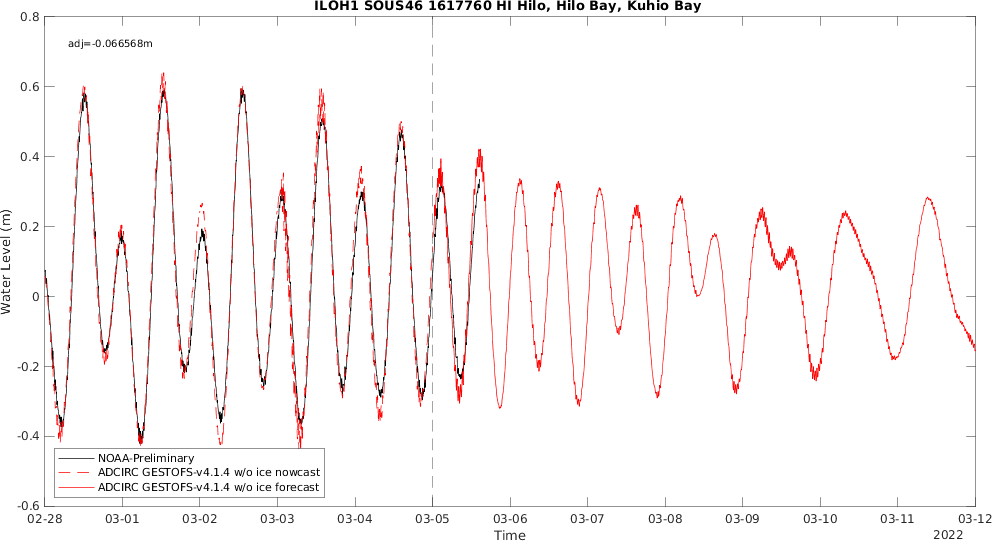 ILOH1 SOUS46 1617760 HI Hilo, Hilo Bay, Kuhio Bay
adj=-0.066568m
Water Level (m)
0.8
0.6
0.4
0.2
0
-0.2
-0.4
-0.6
NOAA-Preliminary
ADCIRC GESTOFS-v4.1.4 w/o ice nowcast
ADCIRC GESTOFS-v4.1.4 w/o ice forecast
02-28 03-01 03-02 03-03 03-04 03-05 03-06 03-07 03-08 03-09 03-10 03-11 03-12
Time
2022